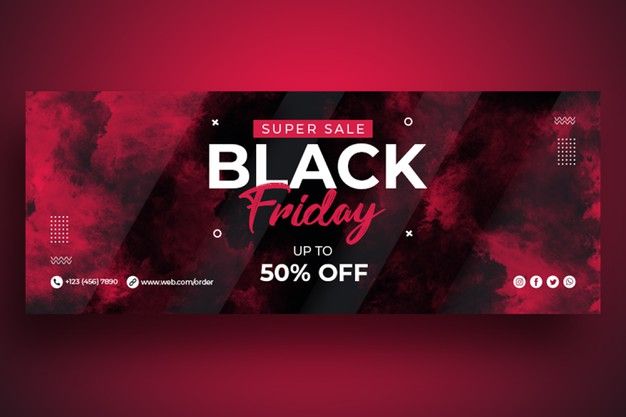 SUPER SALE
BLACK
Friday
UP TO
50% OFF
+123 (456) 7890
www.web.com/order